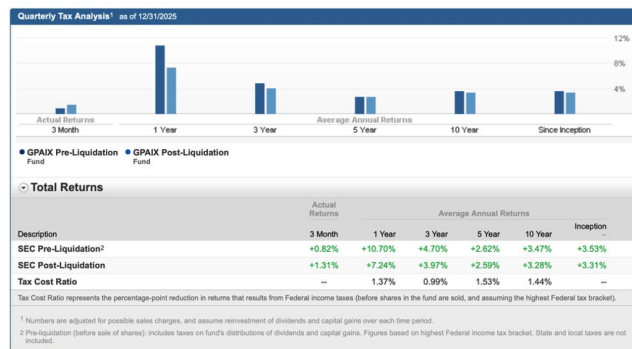 Quarterly Tax Analysis1 as of 12/31/2025
12%
8%
4%
Actual Returns Average Annual Returns
3 Month 1 Year 3 Year 5 Year 10 Year Since Inception
GPAIX Pre-Liquidation GPAIX Post-Liquidation
Fund Fund
Total Returns
Actual Returns Average Annual Returns
Description 3 Month 1 Year 3 Year 5 Year 10 Year Inception --
SEC Pre-Liquidation2 +0.82% +10.70% +4.70% +2.62% +3.47% +3.53%
SEC Post-Liquidation +1.31% +7.24% +3.97% +2.59% +3.28% +3.31%
Tax Cost Ratio -- 1.37% 0.99% 1.53% 1.44% --
Tax Cost Ratio represents the percentage-point reduction in returns that results from Federal income taxes (before shares in the fund are sold, and assuming the highest Federal tax bracket).
1 Numbers are adjusted for possible sales charges, and assume reinvestment of dividends and capital gains over each time period.
2 Pre-liquidation (before sale of shares): includes taxes on fund's distributions of dividends and capital gains. Figures based on highest Federal income tax bracket. State and local taxes are not
included.